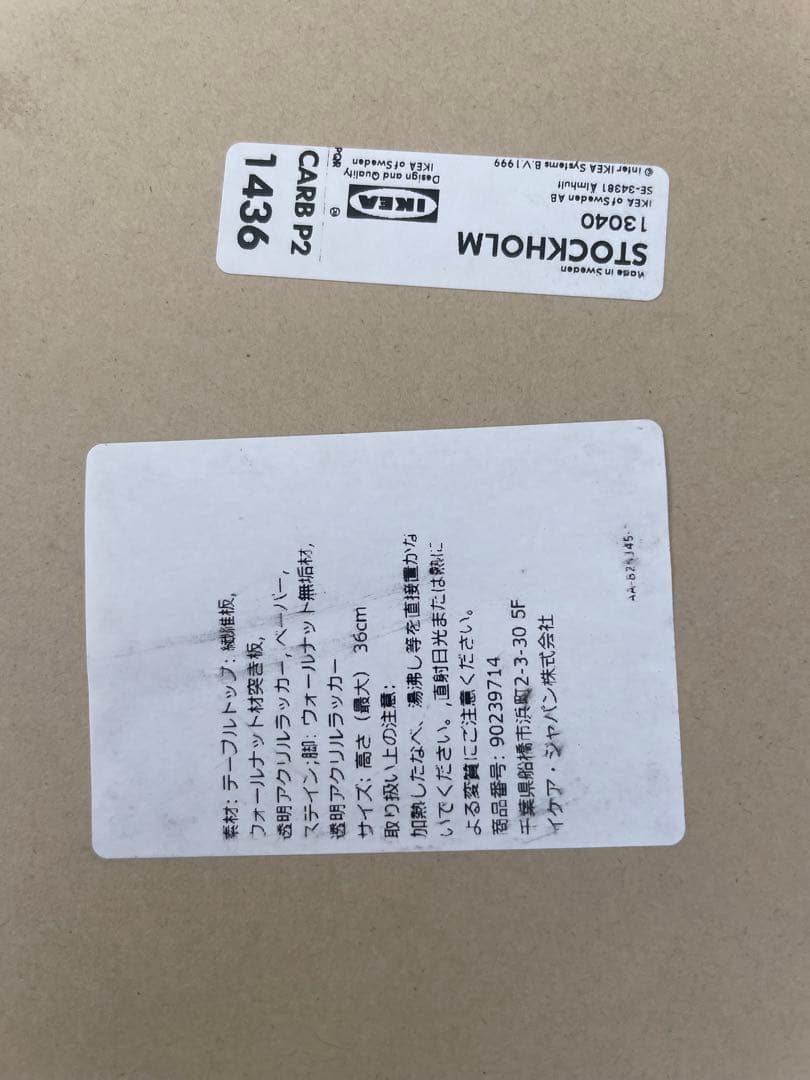 Made in Sweden
STOCKHOLM
13040
IKEA of Sweden AB
SE-34381 Älmhult
© Inter IKEA Systems B.V. 1999
IKEA
®
Design and Quality
IKEA of Sweden
PQR
CARB P2
1436
素材: テーブルトップ: 繊維板,
ウォールナット材突き板,
透明アクリルラッカー, ペーパー,
ステイン;脚: ウォールナット無垢材,
透明アクリルラッカー
サイズ: 高さ (最大) 36cm
取り扱い上の注意:
加熱したなべ、湯沸し等を直接置かな
いでください。,直射日光または熱に
よる変質にご注意ください。
商品番号: 90239714
千葉県船橋市浜町2-3-30 5F
イケア・ジャパン株式会社